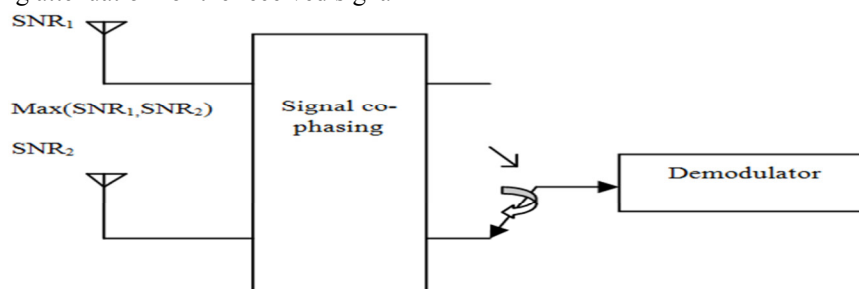 SNR₁
Max(SNR₁,SNR₂)
SNR₂
Signal co-
phasing
Demodulator